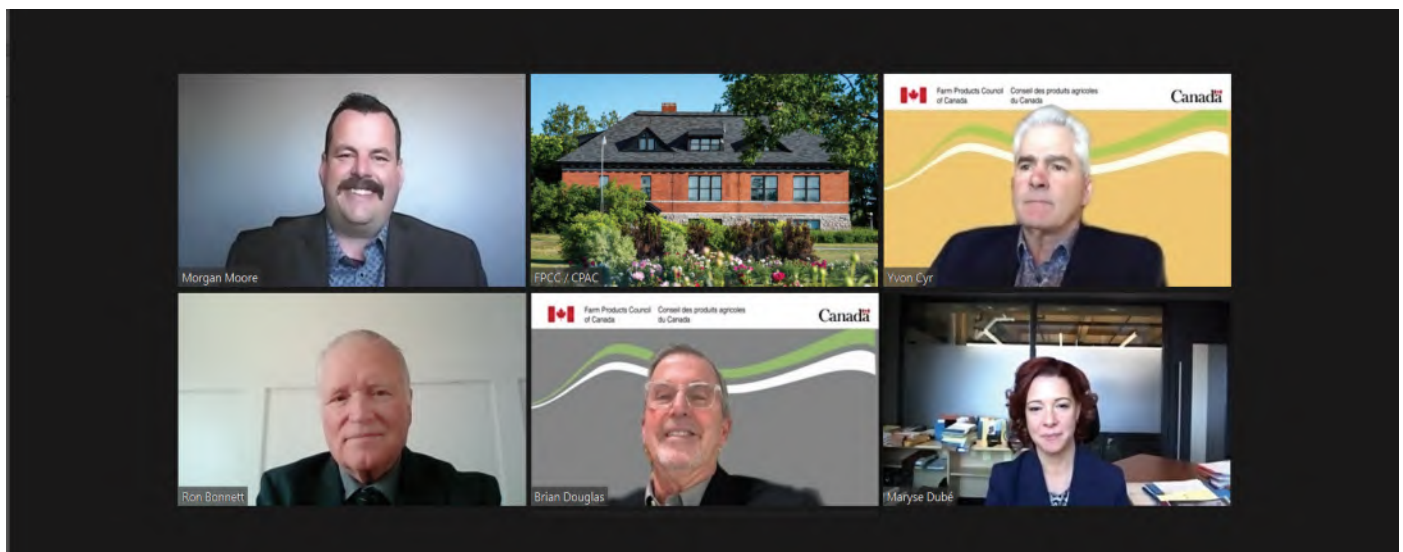 Morgan Moore
FPCC / CPAC
Farm Products Council
of Canada
Conseil des produits agricoles
du Canada
Canada
Yvon Cyr
Ron Bonnett
Farm Products Council
of Canada
Conseil des produits agricoles
du Canada
Canada
Brian Douglas
Maryse Dubé